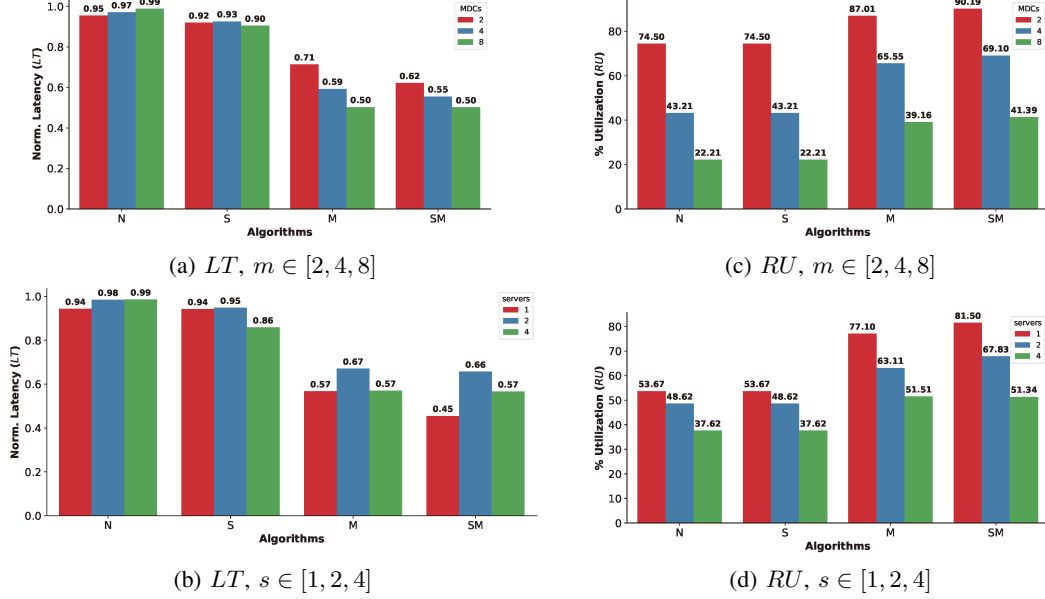 0.95 0.97 0.99 0.92 0.93 0.90 0.71 0.59 0.50 0.62 0.55 0.50
MDCs
2
4
8
1.0
0.8
0.6
0.4
0.2
0.0
Norm. Latency (LT)
N S M SM
Algorithms
(a) LT, m ∈ [2, 4, 8]
74.50 43.21 22.21 74.50 43.21 22.21 87.01 65.55 39.16 90.19 69.10 41.39
MDCs
2
4
8
80
60
40
20
0
% Utilization (RU)
N S M SM
Algorithms
(c) RU, m ∈ [2, 4, 8]
0.94 0.98 0.99 0.94 0.95 0.86 0.57 0.67 0.57 0.45 0.66 0.57
servers
1
2
4
1.0
0.8
0.6
0.4
0.2
0.0
Norm. Latency (LT)
N S M SM
Algorithms
(b) LT, s ∈ [1, 2, 4]
53.67 48.62 37.62 53.67 48.62 37.62 77.10 63.11 51.51 81.50 67.83 51.34
servers
1
2
4
80
70
60
50
40
30
20
10
0
% Utilization (RU)
N S M SM
Algorithms
(d) RU, s ∈ [1, 2, 4]